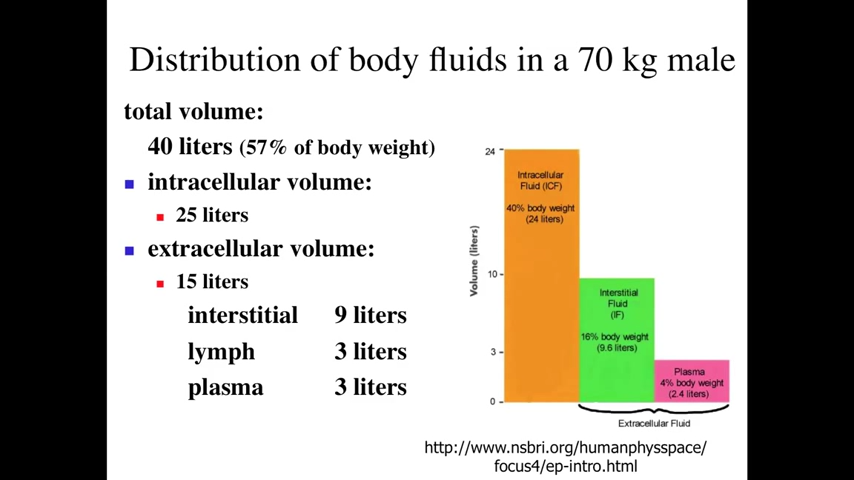 Distribution of body fluids in a 70 kg male
total volume:
40 liters (57% of body weight)
intracellular volume:
25 liters
extracellular volume:
15 liters
interstitial 9 liters
lymph 3 liters
plasma 3 liters
Volume (liters)
24
10
3
0
Intracellular
Fluid (ICF)
40% body weight
(24 liters)
Interstitial
Fluid
(IF)
16% body weight
(9.6 liters)
Plasma
4% body weight
(2.4 liters)
Extracellular Fluid
http://www.nsbri.org/humanphysspace/
focus4/ep-intro.html